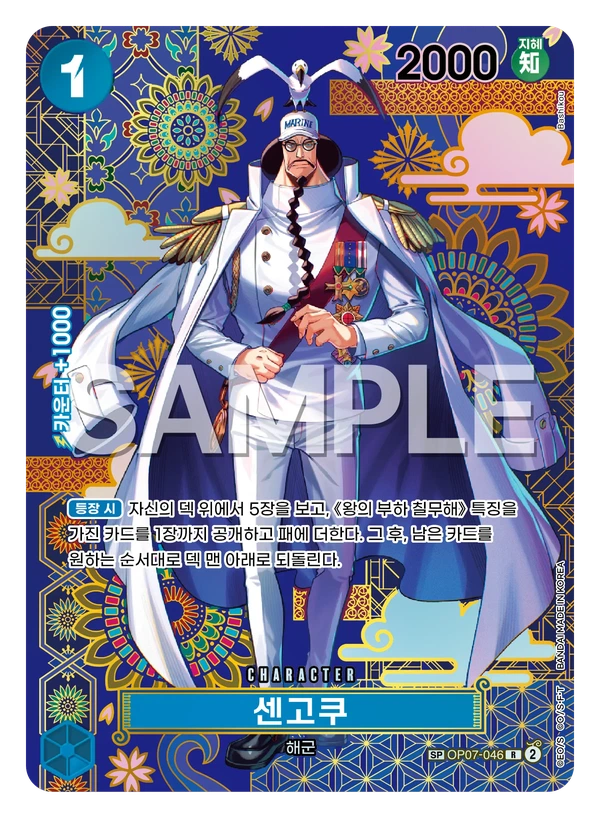 1
2000
지혜
知
Bashikou
MARINE
카운터 +1000
SAMPLE
등장 시 자신의 덱 위에서 5장을 보고, 《왕의 부하 칠무해》 특징을
가진 카드를 1장까지 공개하고 패에 더한다. 그 후, 남은 카드를
원하는 순서대로 덱 맨 아래로 되돌린다.
CHARACTER
센고쿠
해군
SP OP07-046 R 2
©EO/S ©O/S·F·T BANDAI MADE IN KOREA